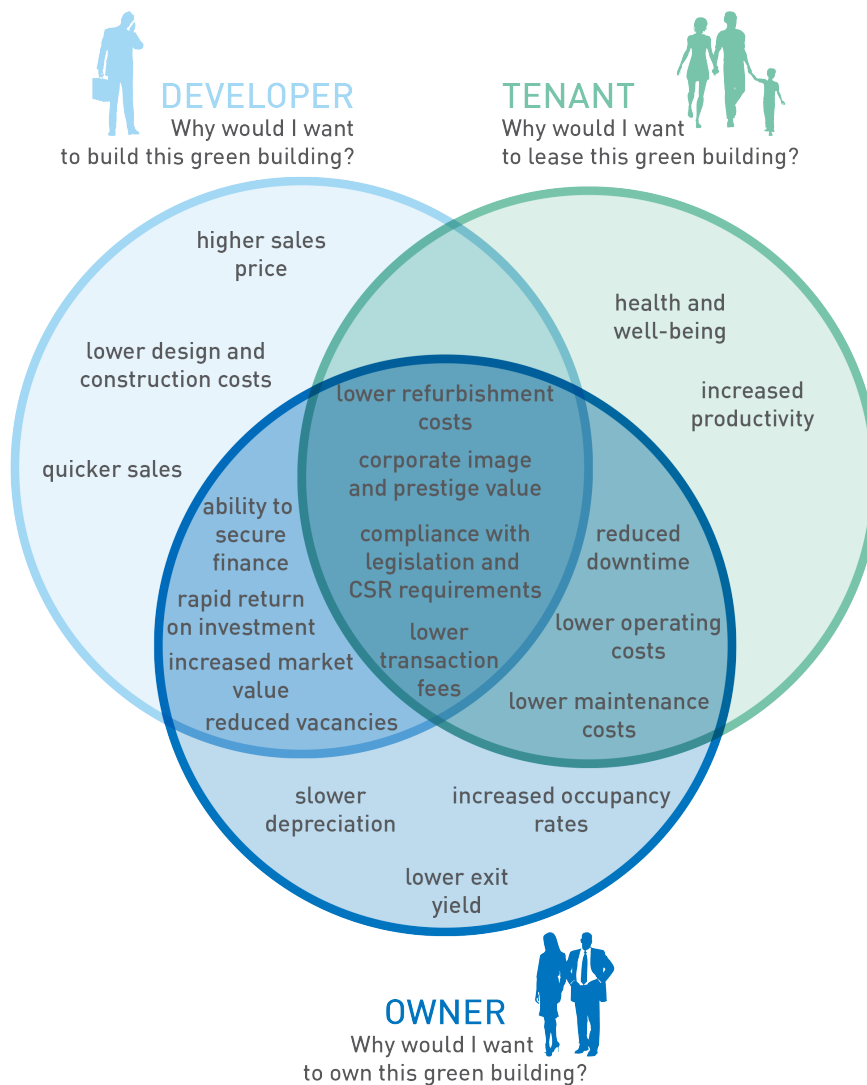 DEVELOPER
Why would I want
to build this green building?
TENANT
Why would I want
to lease this green building?
higher sales
price
lower design and
construction costs
quicker sales
health and
well-being
increased
productivity
lower refurbishment
costs
corporate image
and prestige value
compliance with
legislation and
CSR requirements
lower
transaction
fees
ability to
secure
finance
rapid return
on investment
increased market
value
reduced vacancies
reduced
downtime
lower operating
costs
lower maintenance
costs
slower
depreciation
increased occupancy
rates
lower exit
yield
OWNER
Why would I want
to own this green building?